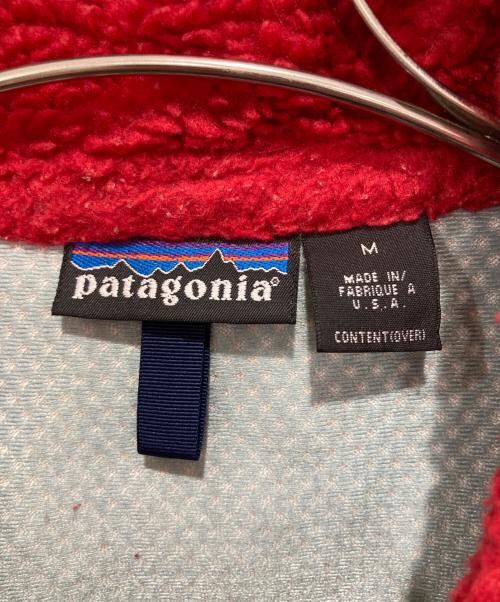 patagonia®
M
MADE IN/
FABRIQUE A
U.S.A.
CONTENT(OVER)